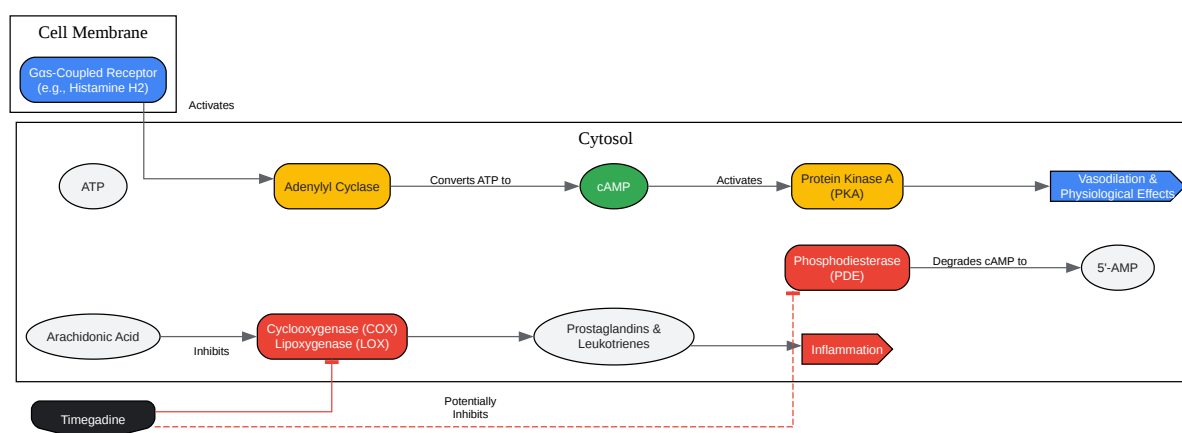 Cell Membrane
Gαs-Coupled Receptor
(e.g., Histamine H2)
Activates
Cytosol
ATP
Adenylyl Cyclase
Converts ATP to
cAMP
Activates
Protein Kinase A
(PKA)
Vasodilation &
Physiological Effects
Phosphodiesterase
(PDE)
Degrades cAMP to
5'-AMP
Arachidonic Acid
Inhibits
Cyclooxygenase (COX)
Lipoxygenase (LOX)
Prostaglandins &
Leukotrienes
Inflammation
Timegadine
Potentially
Inhibits